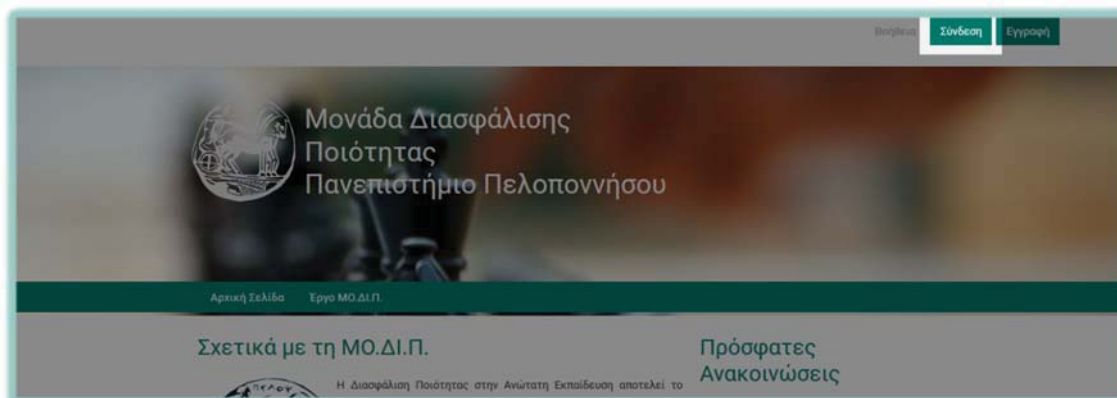 Βοήθεια Σύνδεση Εγγραφή
Μονάδα Διασφάλισης
Ποιότητας
Πανεπιστήμιο Πελοποννήσου
Αρχική Σελίδα Έργο ΜΟ.ΔΙ.Π.
Σχετικά με τη ΜΟ.ΔΙ.Π.
Η Διασφάλιση Ποιότητας στην Ανώτατη Εκπαίδευση αποτελεί το
Πρόσφατες
Ανακοινώσεις